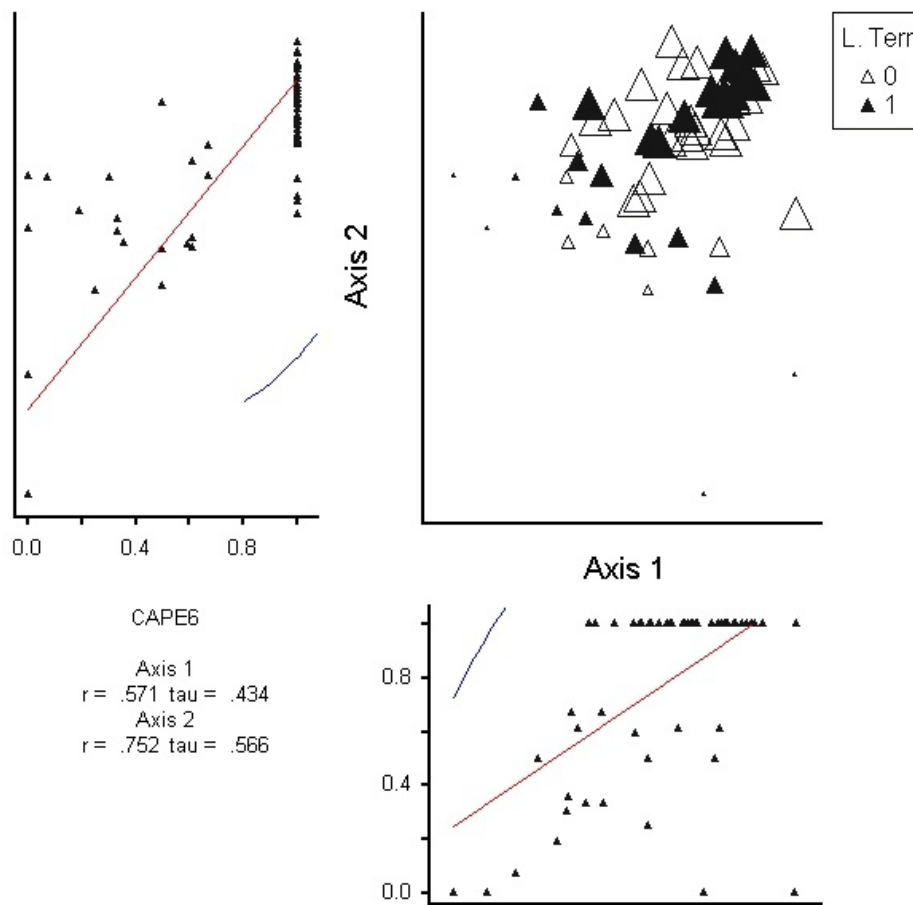 L. Terr
0
1
Axis 2
0.0 0.4 0.8
Axis 1
CAPE6
Axis 1
r = .571 tau = .434
Axis 2
r = .752 tau = .566
0.8
0.4
0.0